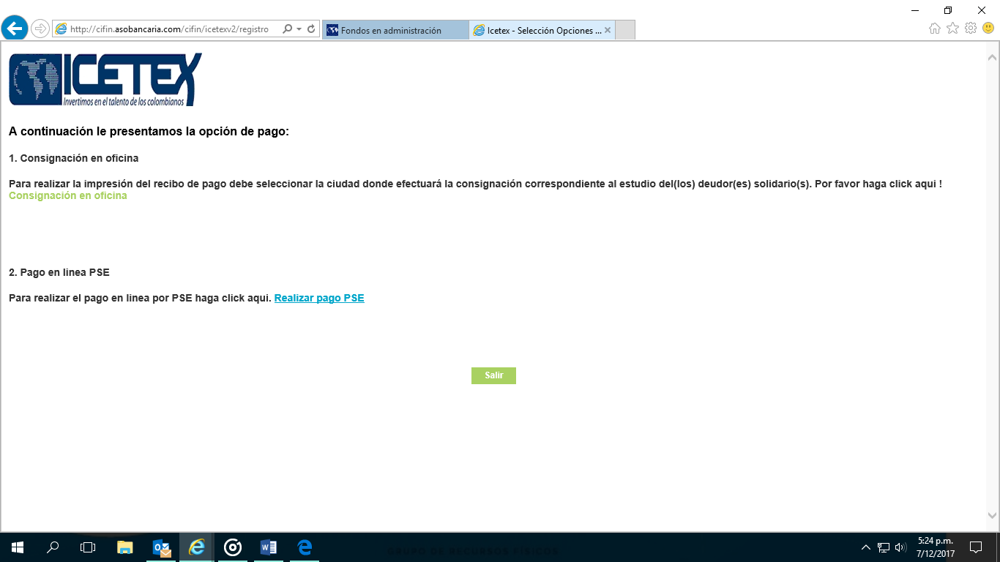 http://cifin.asobancaria.com/cifin/icetexv2/registro
Fondos en administración
Icetex - Selección Opciones ...
ICETEX
Invertimos en el talento de los colombianos
A continuación le presentamos la opción de pago:
1. Consignación en oficina
Para realizar la impresión del recibo de pago debe seleccionar la ciudad donde efectuará la consignación correspondiente al estudio del(los) deudor(es) solidario(s). Por favor haga click aqui !
Consignación en oficina
2. Pago en linea PSE
Para realizar el pago en linea por PSE haga click aqui. Realizar pago PSE
Salir
GRUPO DE RECURSOS FISICOS
5:24 p.m.
7/12/2017